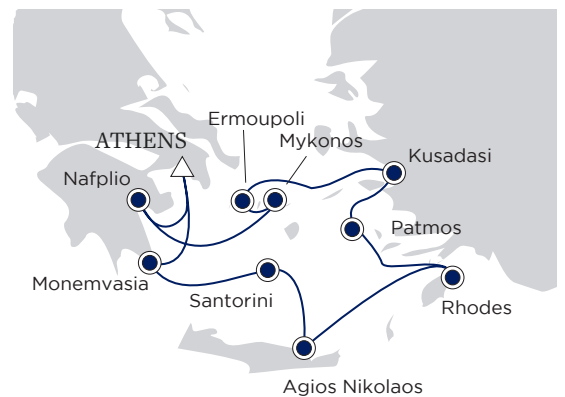 Ermoupoli
ATHENS
Mykonos
Kusadasi
Nafplio
Patmos
Monemvasia
Santorini
Rhodes
Agios Nikolaos